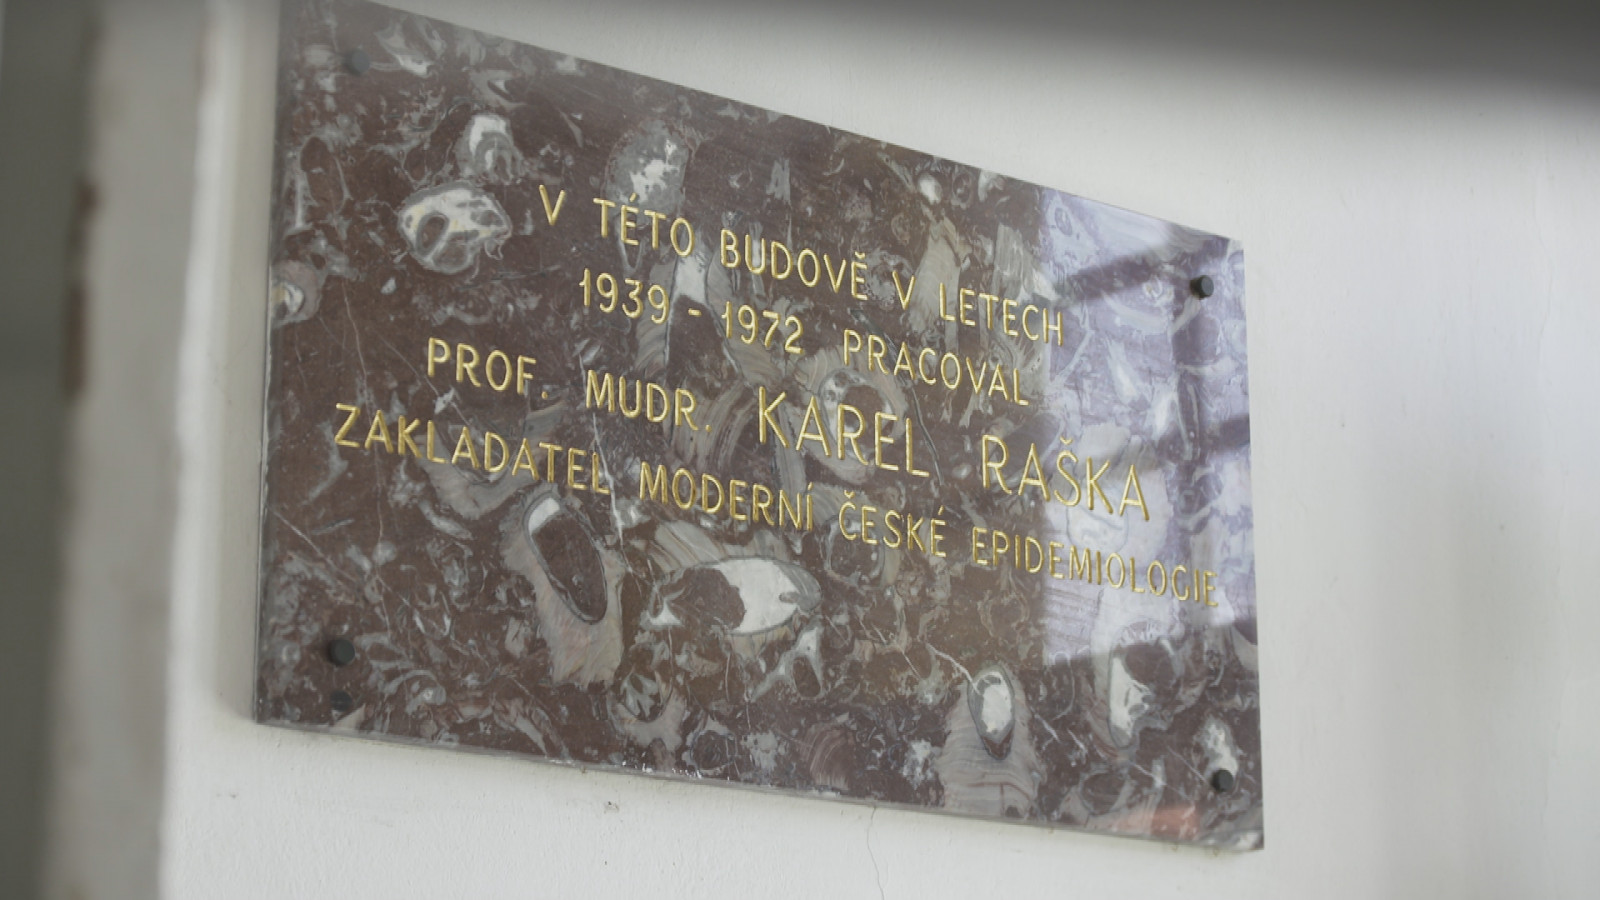 V TÉTO BUDOVĚ V LETECH
1939 - 1972 PRACOVAL
PROF. MUDR. KAREL RAŠKA
ZAKLADATEL MODERNÍ ČESKÉ EPIDEMIOLOGIE